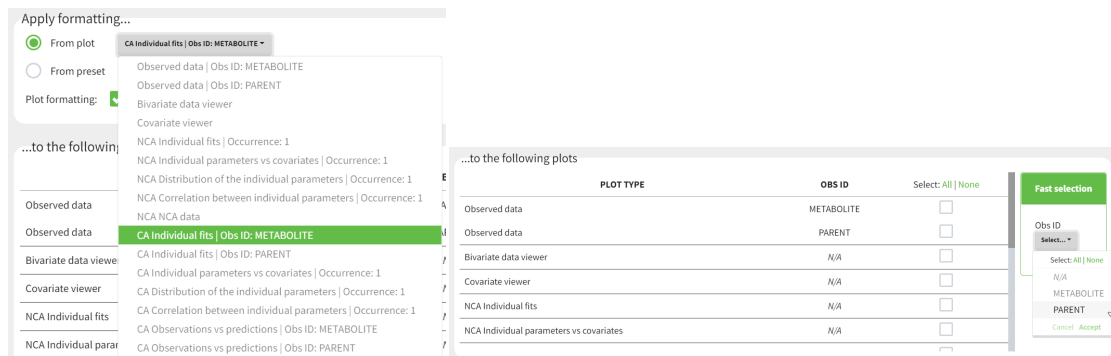 Apply formatting...
From plot
CA Individual fits | Obs ID: METABOLITE
From preset
Plot formatting:
Observed data | Obs ID: METABOLITE
Observed data | Obs ID: PARENT
Bivariate data viewer
Covariate viewer
NCA Individual fits | Occurrence: 1
NCA Individual parameters vs covariates | Occurrence: 1
NCA Distribution of the individual parameters | Occurrence: 1
NCA Correlation between individual parameters | Occurrence: 1
NCA NCA data
CA Individual fits | Obs ID: METABOLITE
CA Individual fits | Obs ID: PARENT
CA Individual parameters vs covariates | Occurrence: 1
CA Distribution of the individual parameters | Occurrence: 1
CA Correlation between individual parameters | Occurrence: 1
CA Observations vs predictions | Obs ID: METABOLITE
CA Observations vs predictions | Obs ID: PARENT
...to the following
Observed data
Observed data
Bivariate data viewe
Covariate viewer
NCA Individual fits
NCA Individual para
...to the following plots
PLOT TYPE OBS ID Select: All | None
Observed data METABOLITE
Observed data PARENT
Bivariate data viewer N/A
Covariate viewer N/A
NCA Individual fits N/A
NCA Individual parameters vs covariates N/A
Fast selection
Obs ID
Select...
Select: All | None
N/A
METABOLITE
PARENT
Cancel Accept